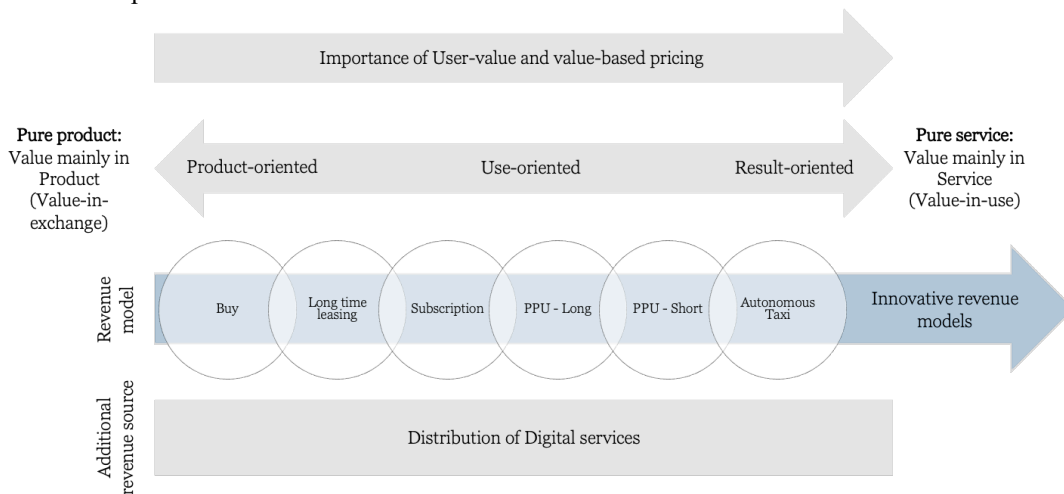 Importance of User-value and value-based pricing
Pure product:
Value mainly in
Product
(Value-in-
exchange)
Product-oriented
Use-oriented
Result-oriented
Pure service:
Value mainly in
Service
(Value-in-use)
Revenue
model
Buy
Long time
leasing
Subscription
PPU - Long
PPU - Short
Autonomous
Taxi
Innovative revenue
models
Additional
revenue source
Distribution of Digital services